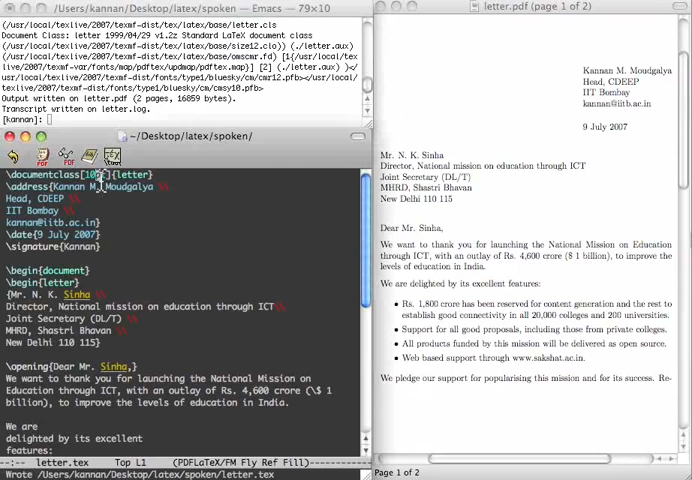 kannan@:/Desktop/latex/spoken — Emacs — 79×10
(/usr/local/texlive/2007/texmf-dist/tex/latex/base/letter.cls
Document Class: letter 1999/04/29 v1.2z Standard LaTeX document class
(/usr/local/texlive/2007/texmf-dist/tex/latex/base/size12.clo)) (./letter.aux)
(/usr/local/texlive/2007/texmf-dist/tex/latex/base/omscmr.fd) [1{/usr/local/tex
live/2007/texmf-var/fonts/map/pdftex/updmap/pdftex.map}] [2] (./letter.aux) )</
usr/local/texlive/2007/texmf-dist/fonts/type1/bluesky/cm/cmr12.pfb></usr/local/
texlive/2007/texmf-dist/fonts/type1/bluesky/cm/cmsy10.pfb>
Output written on letter.pdf (2 pages, 16859 bytes).
Transcript written on letter.log.
[kannan]:
~/Desktop/latex/spoken/
\documentclass[10pt]{letter}
\address{Kannan M. Moudgalya \\
Head, CDEEP \\
IIT Bombay \\
kannan@iitb.ac.in}
\date{9 July 2007}
\signature{Kannan}
\begin{document}
\begin{letter}
{Mr. N. K. Sinha \\
Director, National mission on education through ICT\\
Joint Secretary (DL/T) \\
MHRD, Shastri Bhavan \\
New Delhi 110 115}
\opening{Dear Mr. Sinha,}
We want to thank you for launching the National Mission on
Education through ICT, with an outlay of Rs. 4,600 crore (\$ 1
billion), to improve the levels of education in India.
We are
delighted by its excellent
features:
--:-- letter.tex Top L1 (PDFLaTeX/FM Fly Ref Fill)
Wrote /Users/kannan/Desktop/latex/spoken/letter.tex
letter.pdf (page 1 of 2)
Kannan M. Moudgalya
Head, CDEEP
IIT Bombay
kannan@iitb.ac.in
9 July 2007
Mr. N. K. Sinha
Director, National mission on education through ICT
Joint Secretary (DL/T)
MHRD, Shastri Bhavan
New Delhi 110 115
Dear Mr. Sinha,
We want to thank you for launching the National Mission on Education
through ICT, with an outlay of Rs. 4,600 crore ($ 1 billion), to improve the
levels of education in India.
We are delighted by its excellent features:
• Rs. 1,800 crore has been reserved for content generation and the rest to
establish good connectivity in all 20,000 colleges and 200 universities.
• Support for all good proposals, including those from private colleges.
• All products funded by this mission will be delivered as open source.
• Web based support through www.sakshat.ac.in.
We pledge our support for popularising this mission and for its success. Re-
Page 1 of 2